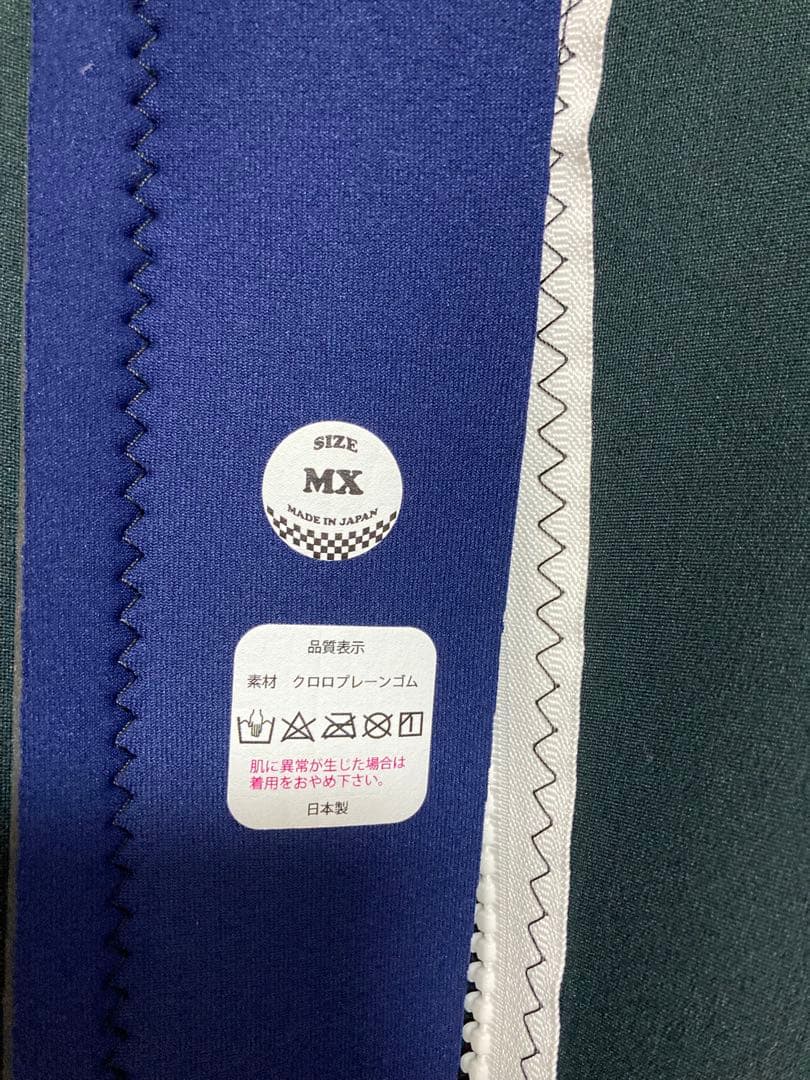 SIZE
MX
MADE IN JAPAN
品質表示
素材 クロロプレーンゴム
肌に異常が生じた場合は
着用をおやめ下さい。
日本製